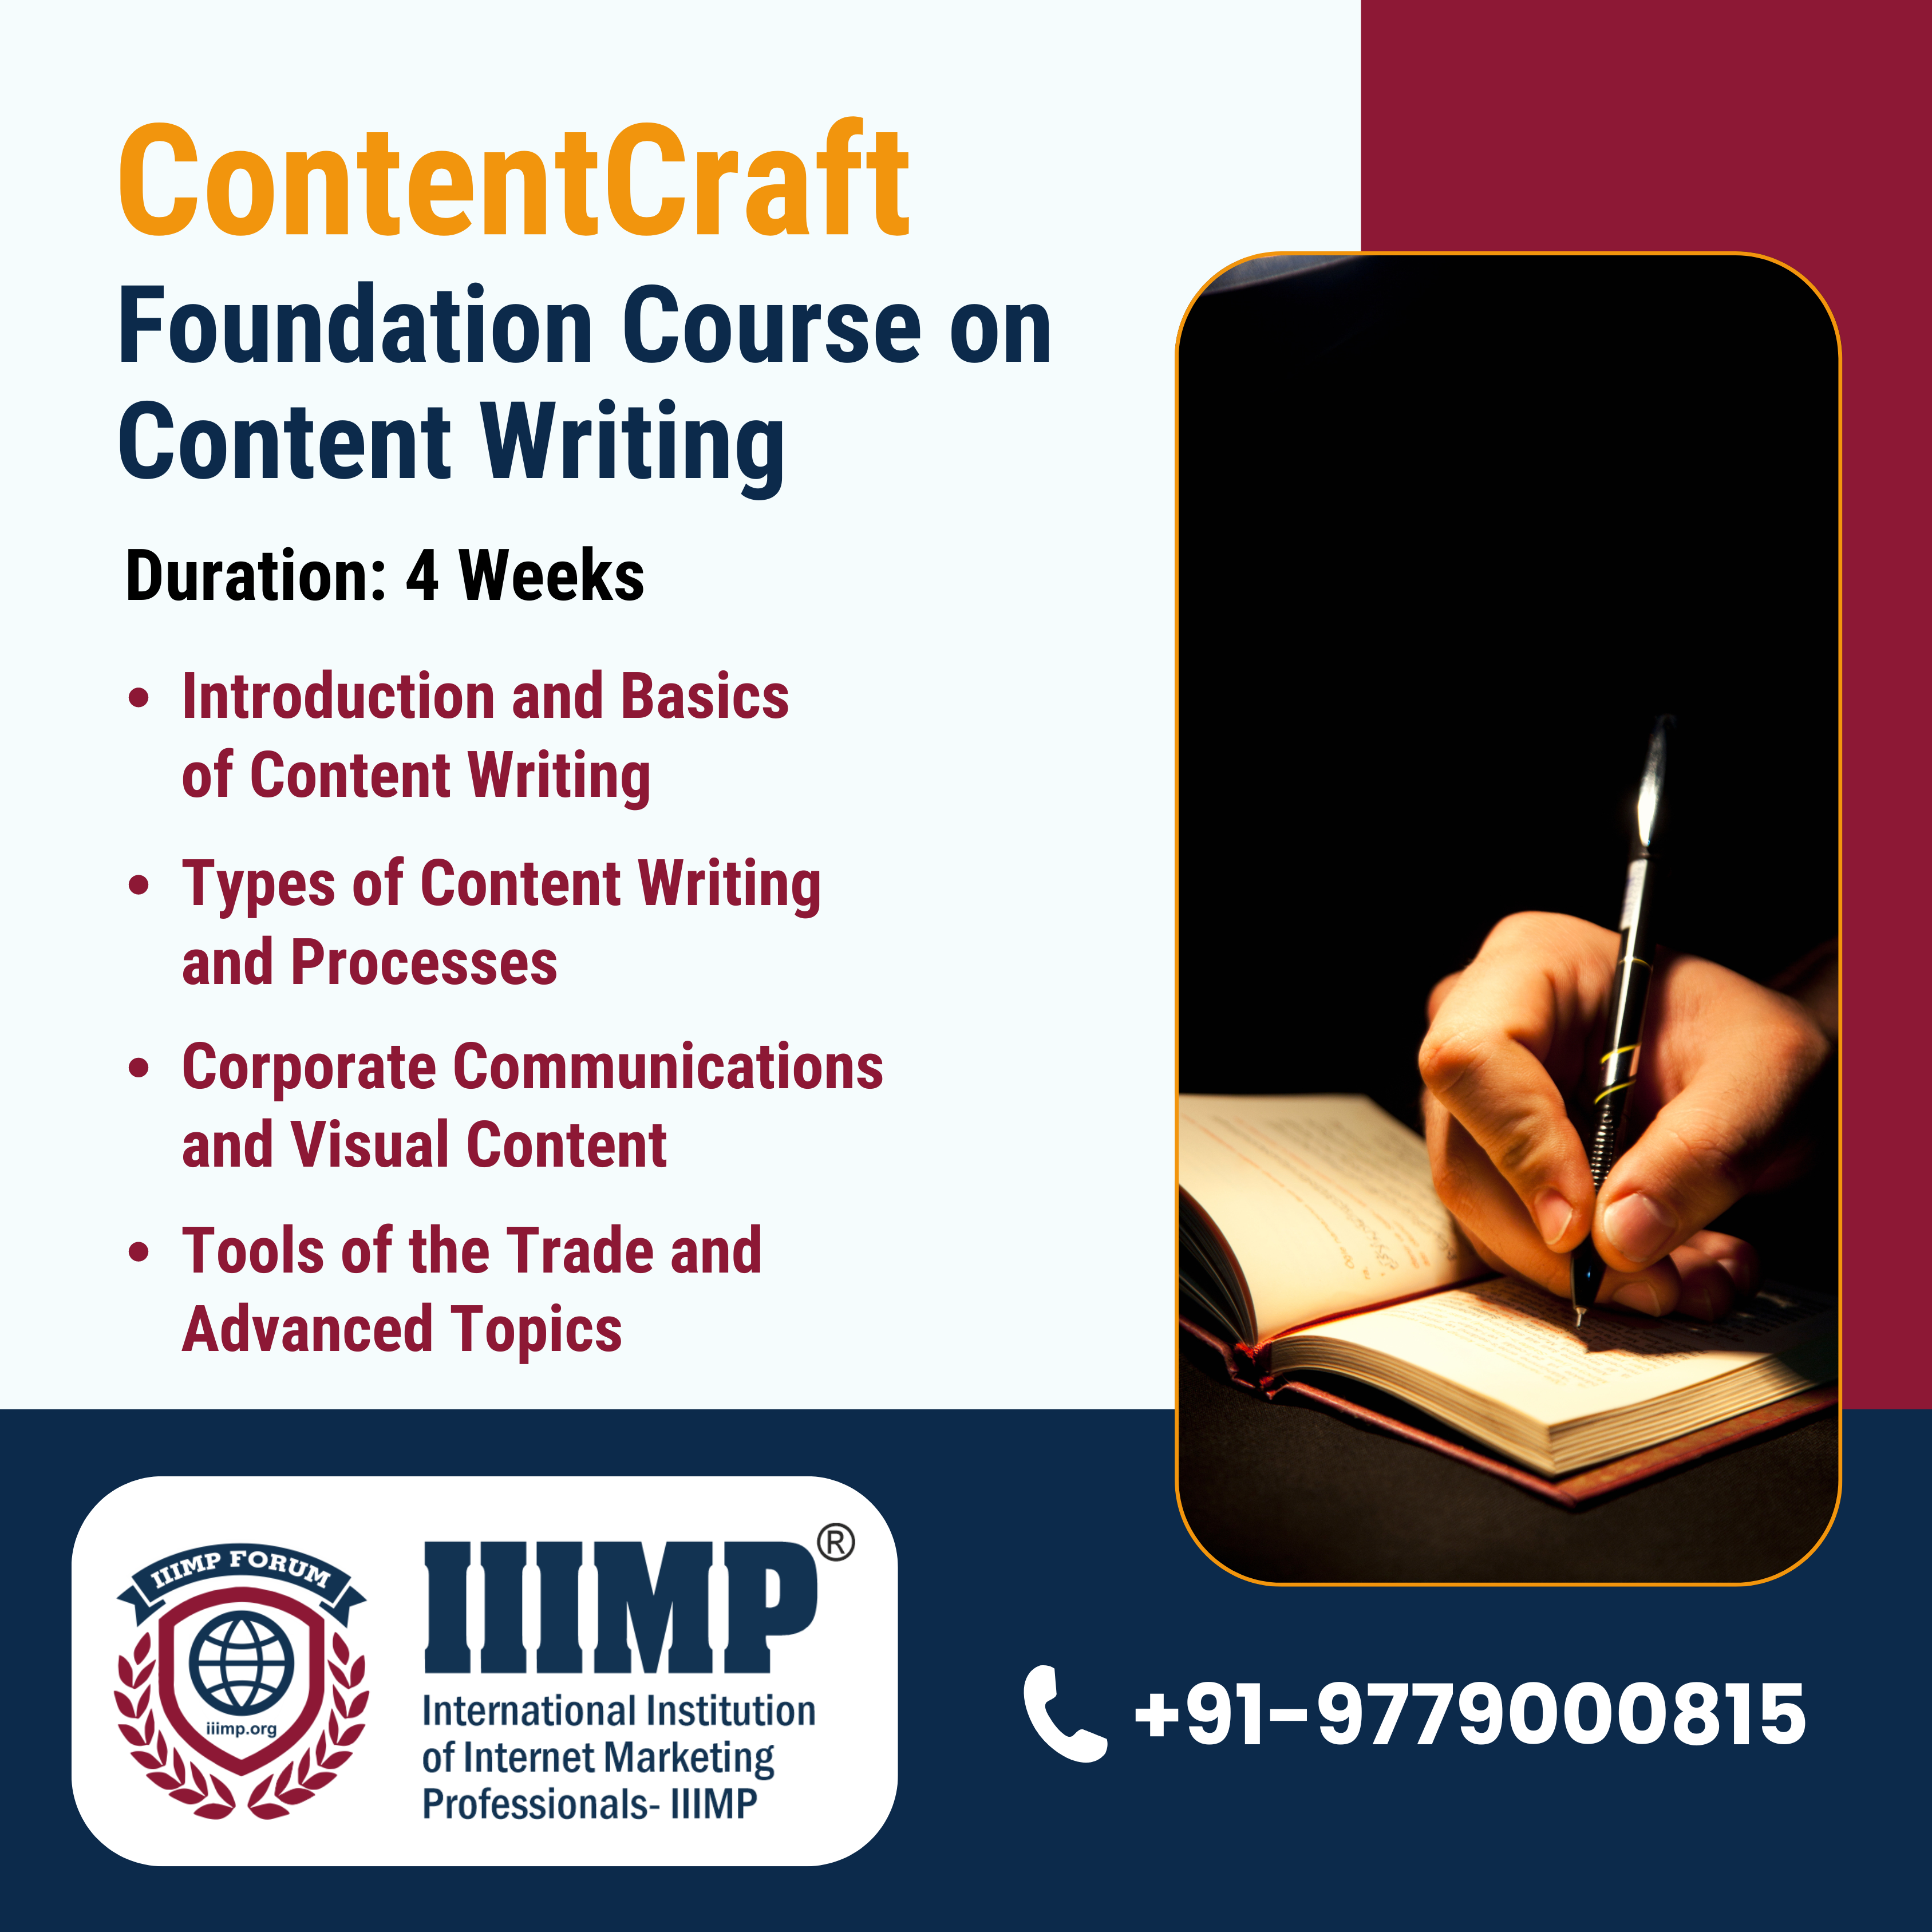 ContentCraft
Foundation Course on
Content Writing
Duration: 4 Weeks
• Introduction and Basics
of Content Writing
• Types of Content Writing
and Processes
• Corporate Communications
and Visual Content
• Tools of the Trade and
Advanced Topics
IIIMP FORUM
iiimp.org
IIIMP®
International Institution
of Internet Marketing
Professionals- IIIMP
+91-9779000815